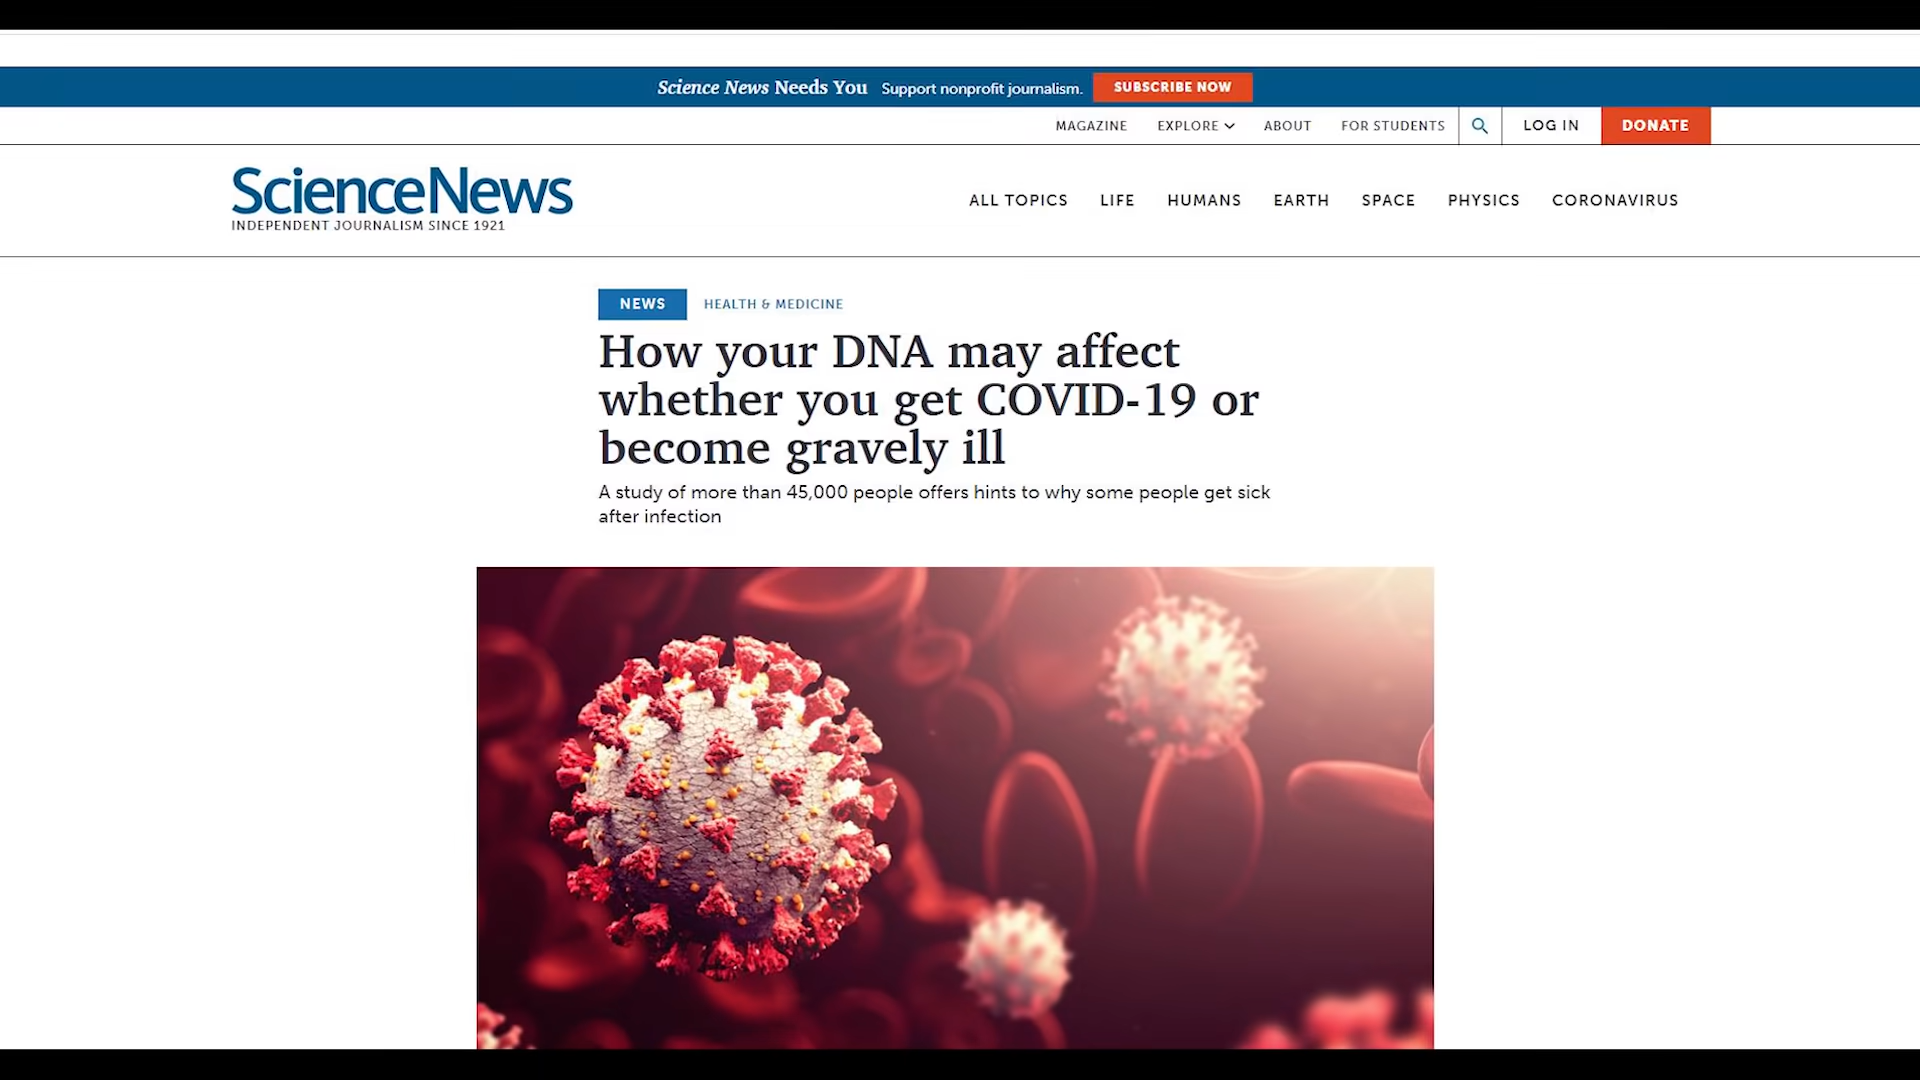 Science News Needs You Support nonprofit journalism. SUBSCRIBE NOW
MAGAZINE EXPLORE ABOUT FOR STUDENTS LOG IN DONATE
ScienceNews
INDEPENDENT JOURNALISM SINCE 1921
ALL TOPICS LIFE HUMANS EARTH SPACE PHYSICS CORONAVIRUS
NEWS HEALTH & MEDICINE
How your DNA may affect
whether you get COVID-19 or
become gravely ill
A study of more than 45,000 people offers hints to why some people get sick
after infection